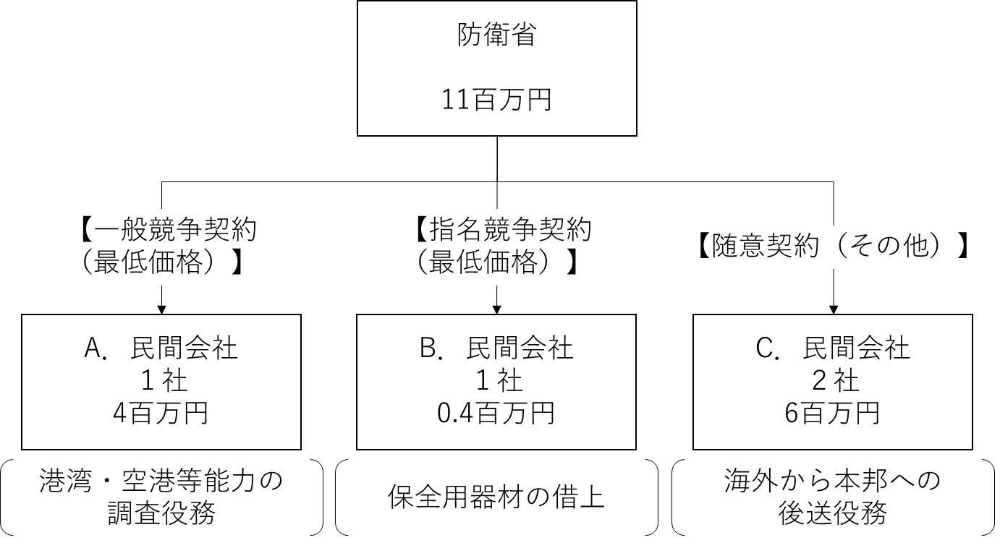 防衛省
11百万円
【一般競争契約
（最低価格）】
【指名競争契約
（最低価格）】
【随意契約（その他）】
A． 民間会社
１社
4百万円
B． 民間会社
１社
0.4百万円
C． 民間会社
２社
6百万円
港湾・空港等能力の
調査役務
保全用器材の借上
海外から本邦への
後送役務